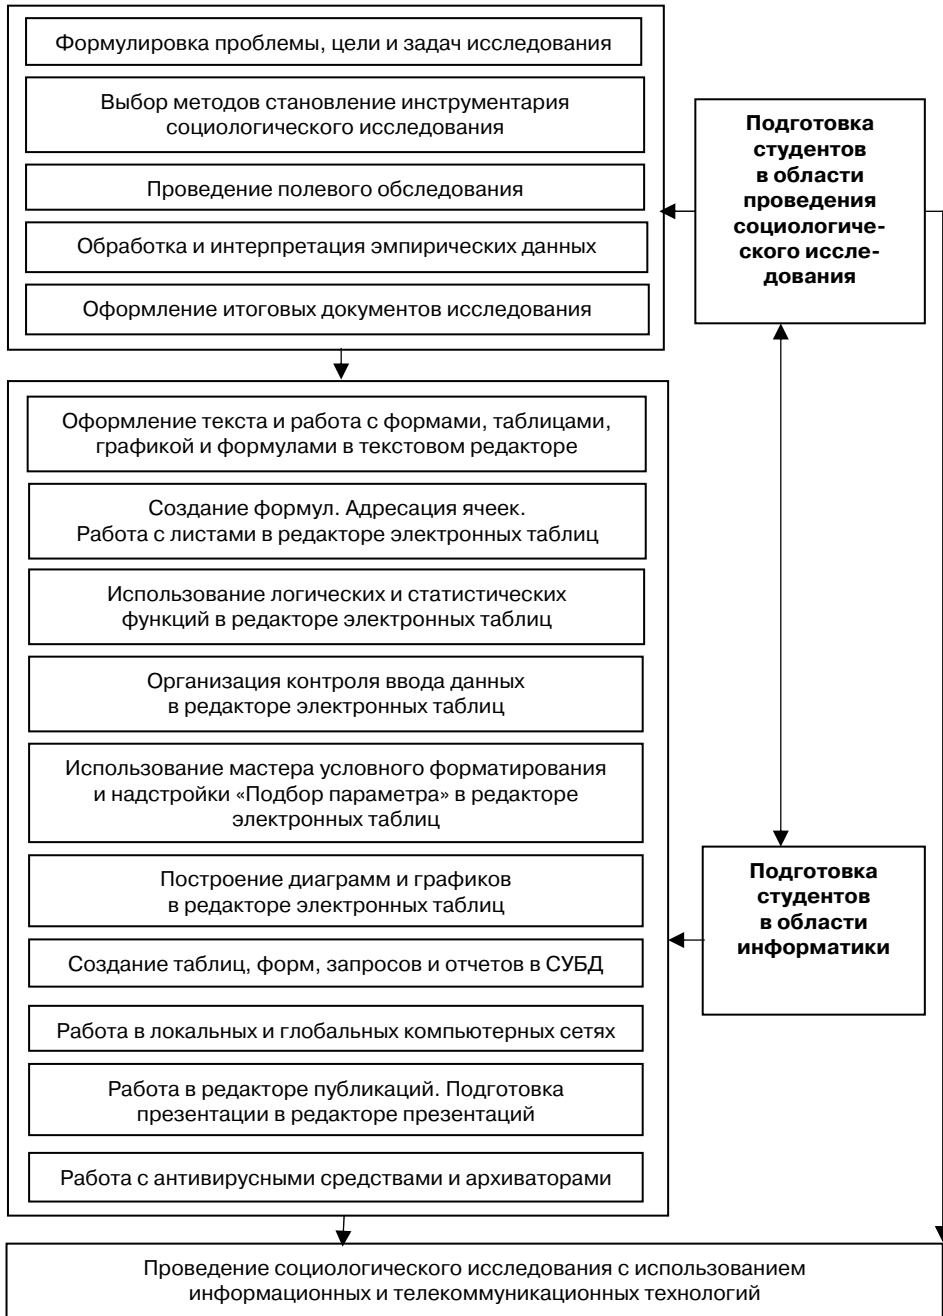 Формулировка проблемы, цели и задач исследования
Выбор методов становление инструментария
социологического исследования
Проведение полевого обследования
Обработка и интерпретация эмпирических данных
Оформление итоговых документов исследования
Подготовка
студентов
в области
проведения
социологиче-
ского иссле-
дования
Оформление текста и работа с формами, таблицами,
графикой и формулами в текстовом редакторе
Создание формул. Адресация ячеек.
Работа с листами в редакторе электронных таблиц
Использование логических и статистических
функций в редакторе электронных таблиц
Организация контроля ввода данных
в редакторе электронных таблиц
Использование мастера условного форматирования
и надстройки «Подбор параметра» в редакторе
электронных таблиц
Построение диаграмм и графиков
в редакторе электронных таблиц
Создание таблиц, форм, запросов и отчетов в СУБД
Работа в локальных и глобальных компьютерных сетях
Работа в редакторе публикаций. Подготовка
презентации в редакторе презентаций
Работа с антивирусными средствами и архиваторами
Подготовка
студентов
в области
информатики
Проведение социологического исследования с использованием
информационных и телекоммуникационных технологий